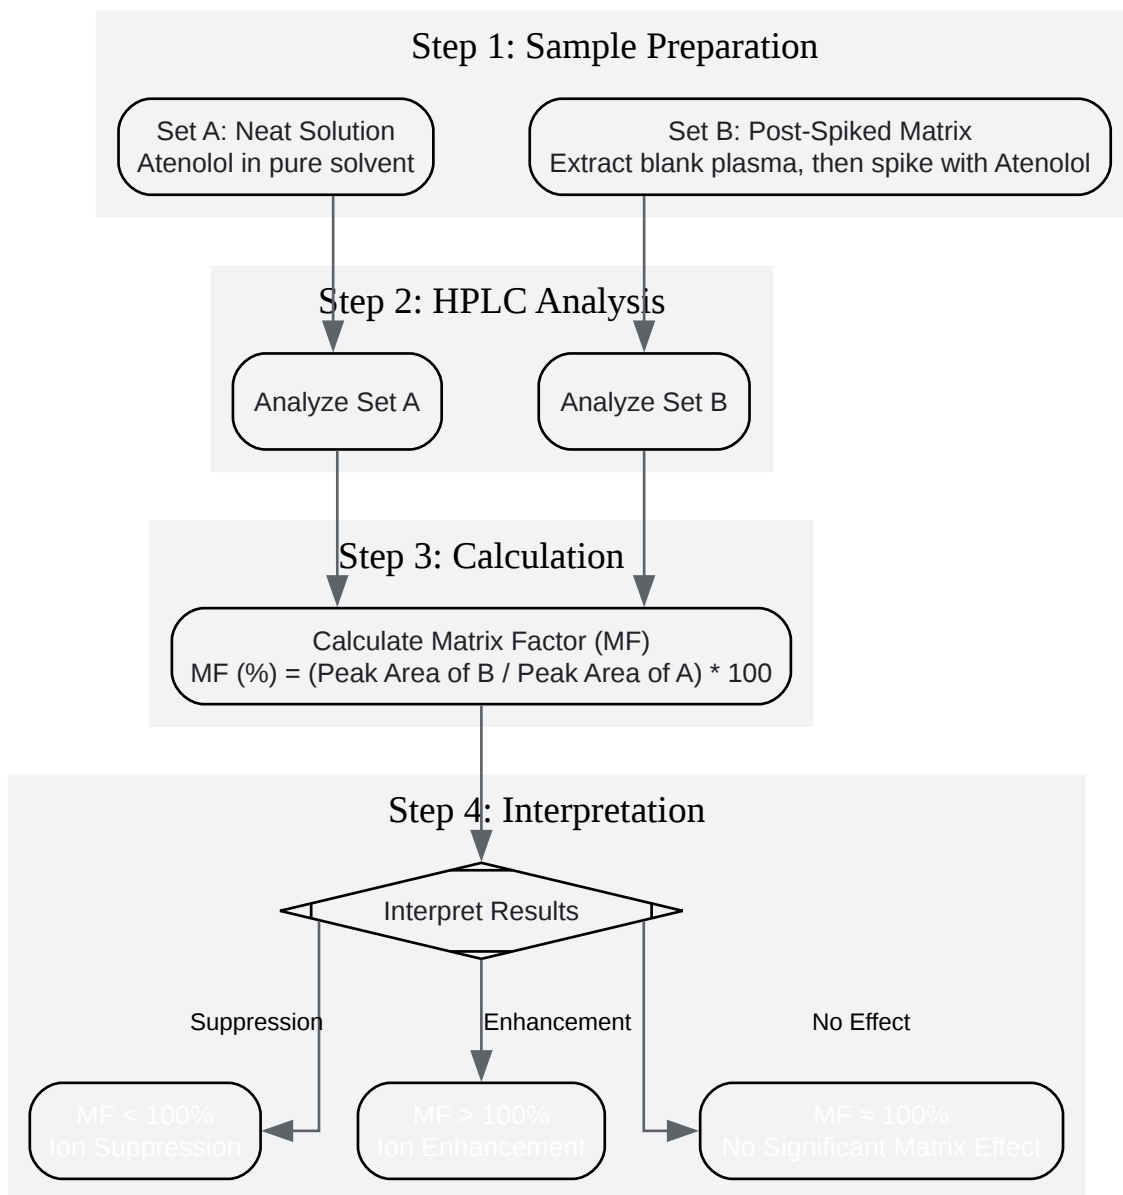 Step 1: Sample Preparation
Set A: Neat Solution
Atenolol in pure solvent
Set B: Post-Spiked Matrix
Extract blank plasma, then spike with Atenolol
Step 2: HPLC Analysis
Analyze Set A
Analyze Set B
Step 3: Calculation
Calculate Matrix Factor (MF)
MF (%) = (Peak Area of B / Peak Area of A) * 100
Step 4: Interpretation
Interpret Results
Suppression
Enhancement
No Effect
MF < 100%
Ion Suppression
MF > 100%
Ion Enhancement
MF ≈ 100%
No Significant Matrix Effect